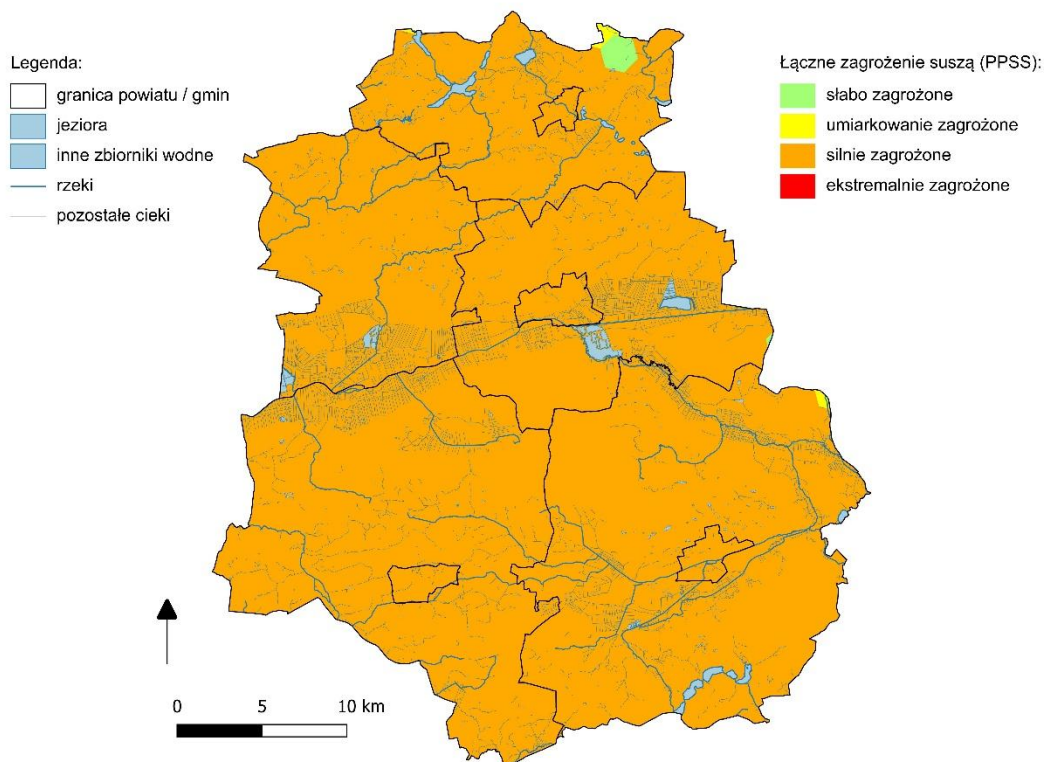 Legenda:
granica powiatu / gmin
jeziora
inne zbiorniki wodne
rzeki
pozostałe cieki
Łączne zagrożenie suszą (PPSS):
słabo zagrożone
umiarkowanie zagrożone
silnie zagrożone
ekstremalnie zagrożone
0 5 10 km